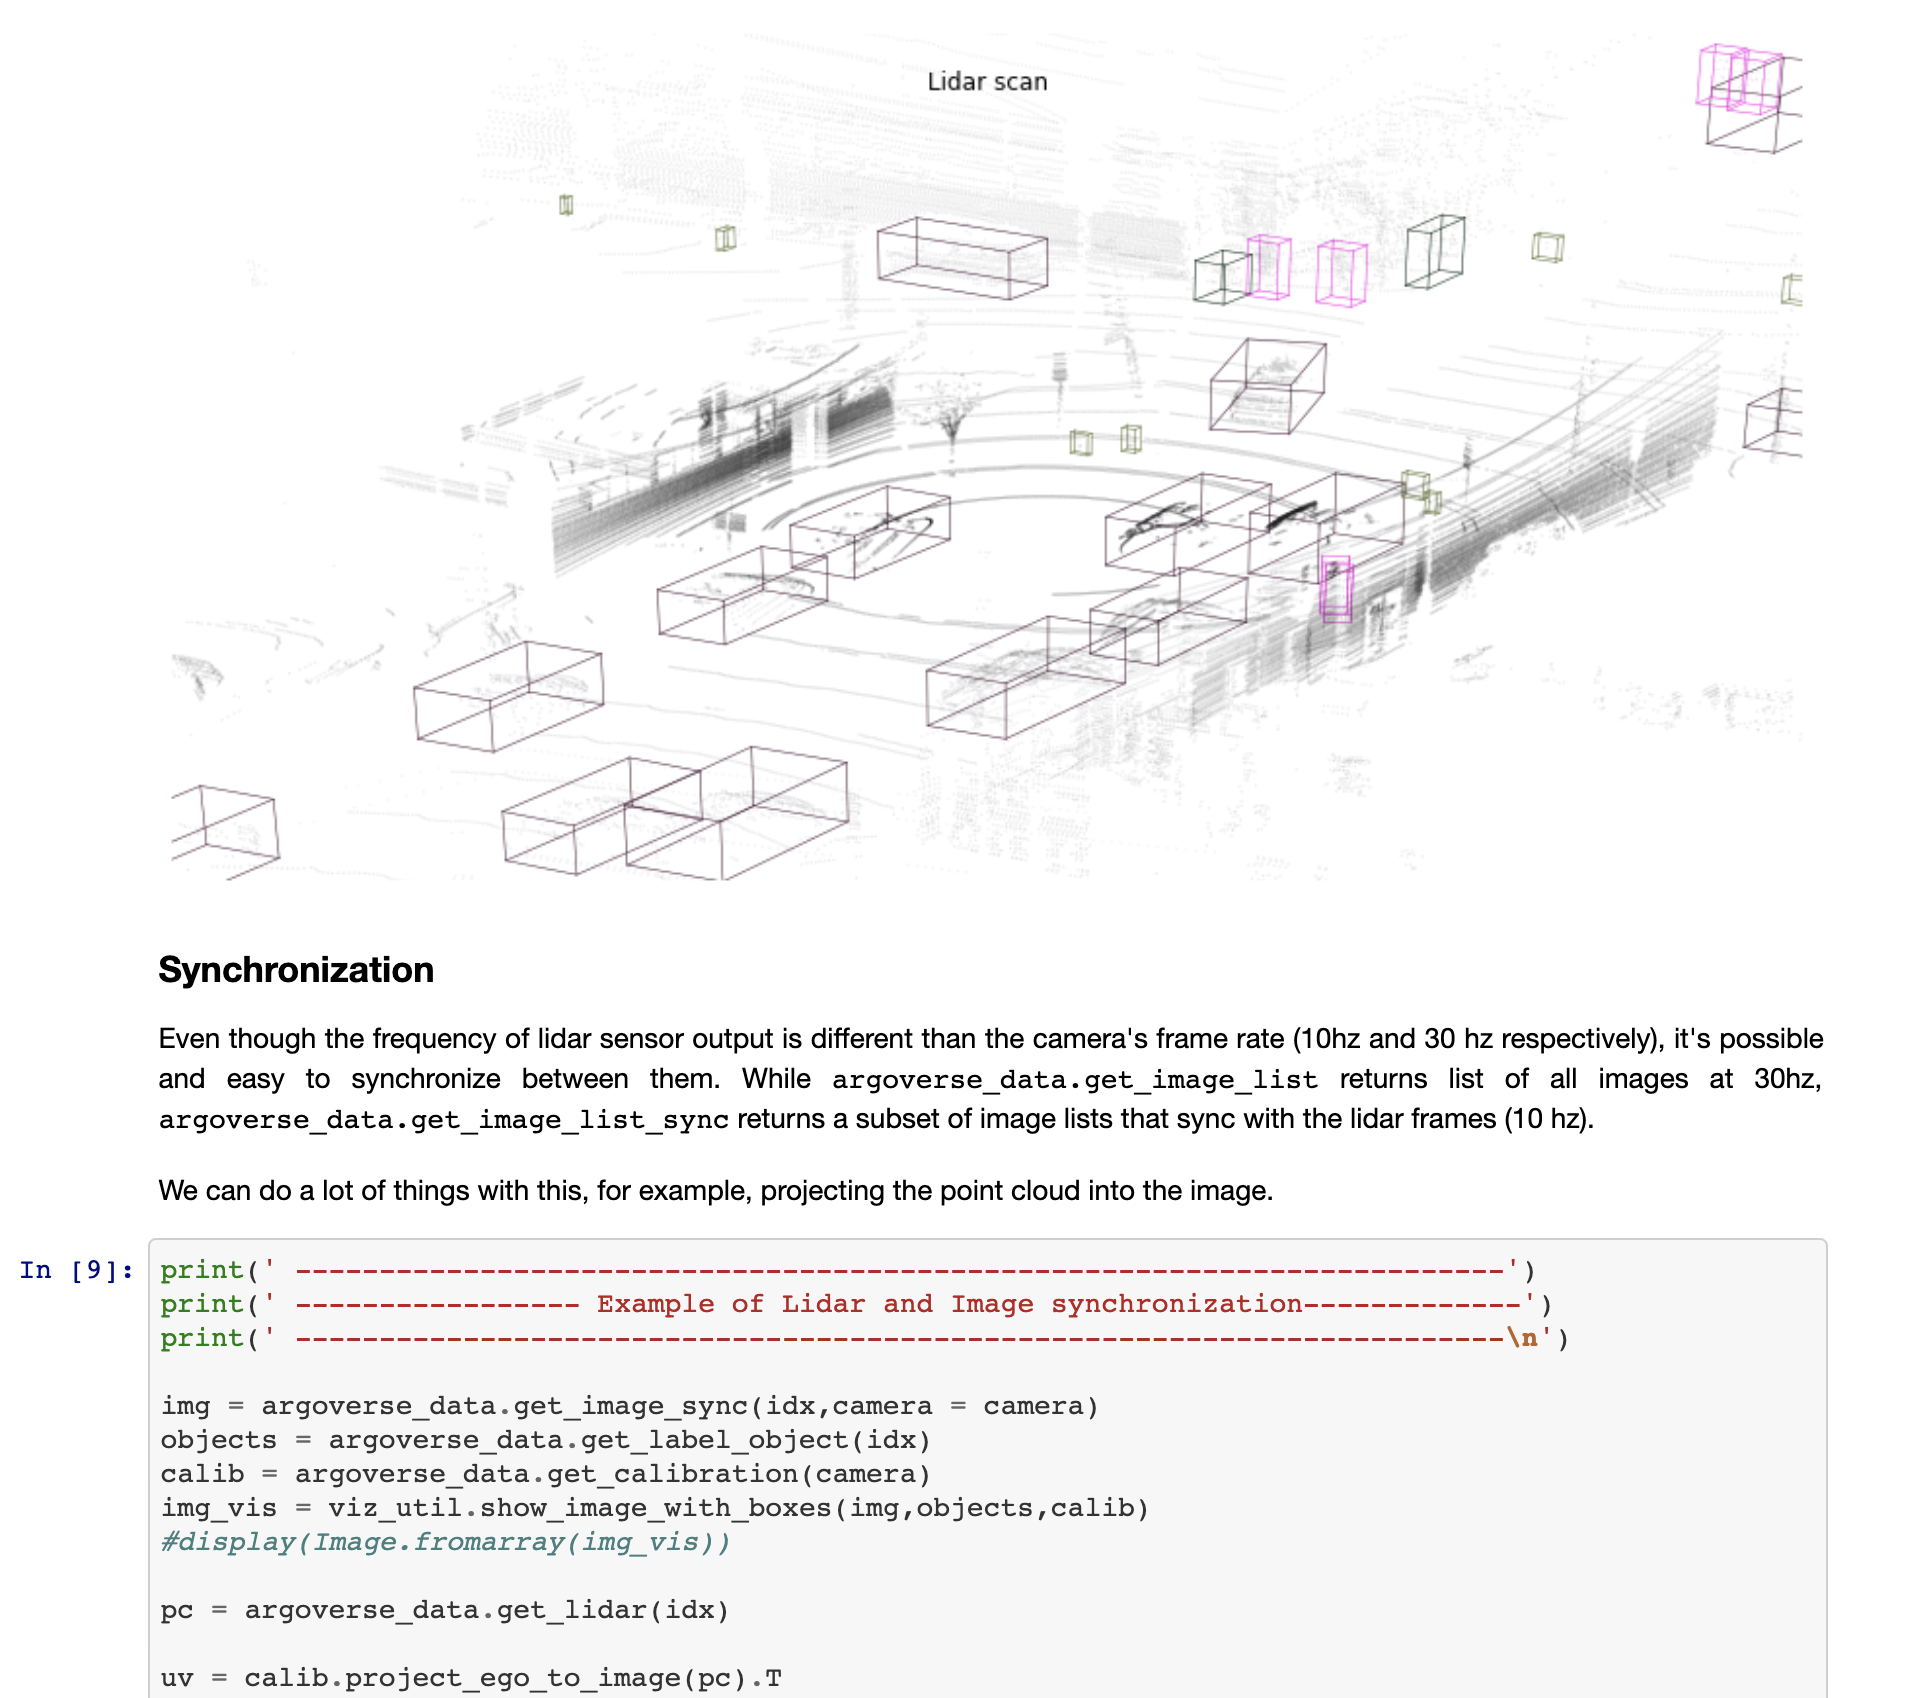 Lidar scan
Synchronization
Even though the frequency of lidar sensor output is different than the camera's frame rate (10hz and 30 hz respectively), it's possible
and easy to synchronize between them. While argoverse_data.get_image_list returns list of all images at 30hz,
argoverse_data.get_image_list_sync returns a subset of image lists that sync with the lidar frames (10 hz).
We can do a lot of things with this, for example, projecting the point cloud into the image.
In [9]: print(' ------------------------------------------------------------------------')
print(' ----------------- Example of Lidar and Image synchronization-------------')
print(' ------------------------------------------------------------------------\n')
img = argoverse_data.get_image_sync(idx,camera = camera)
objects = argoverse_data.get_label_object(idx)
calib = argoverse_data.get_calibration(camera)
img_vis = viz_util.show_image_with_boxes(img,objects,calib)
#display(Image.fromarray(img_vis))
pc = argoverse_data.get_lidar(idx)
uv = calib.project_ego_to_image(pc).T